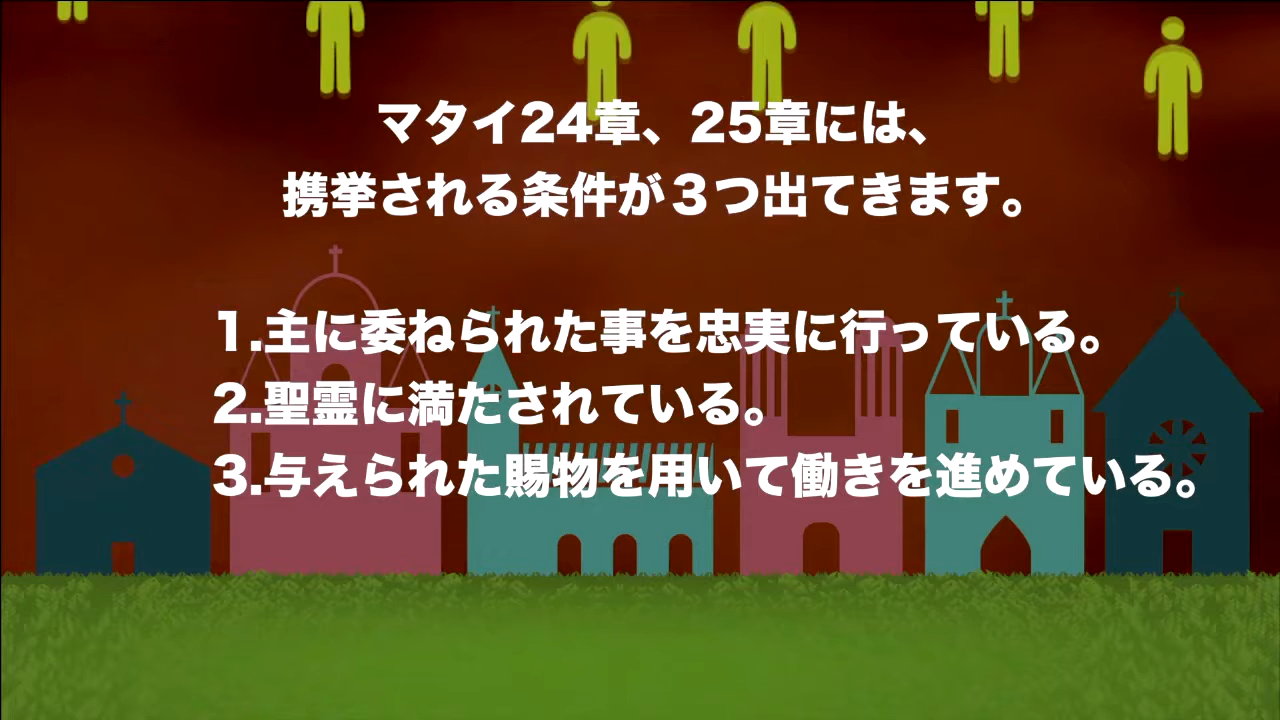 マタイ24章、25章には、
携挙される条件が３つ出てきます。
1.主に委ねられた事を忠実に行っている。
2.聖霊に満たされている。
3.与えられた賜物を用いて働きを進めている。